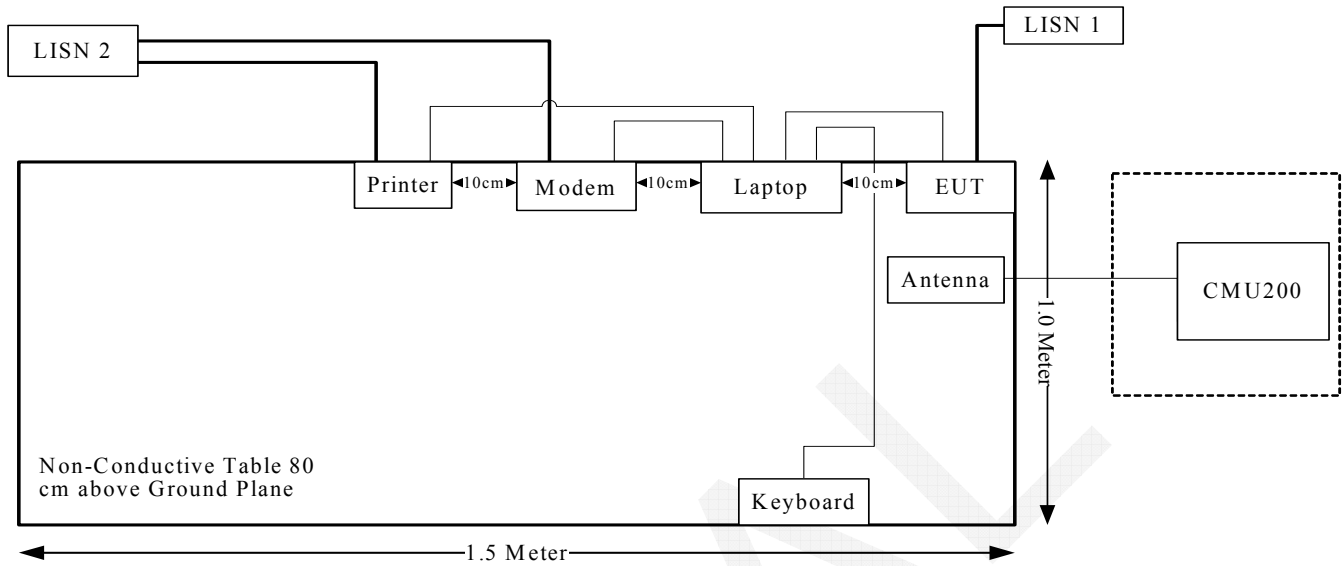 LISN 2
LISN 1
Printer
10cm
Modem
10cm
Laptop
10cm
EUT
Antenna
CMU200
1.0 Meter
Non-Conductive Table 80
cm above Ground Plane
Keyboard
1.5 Meter